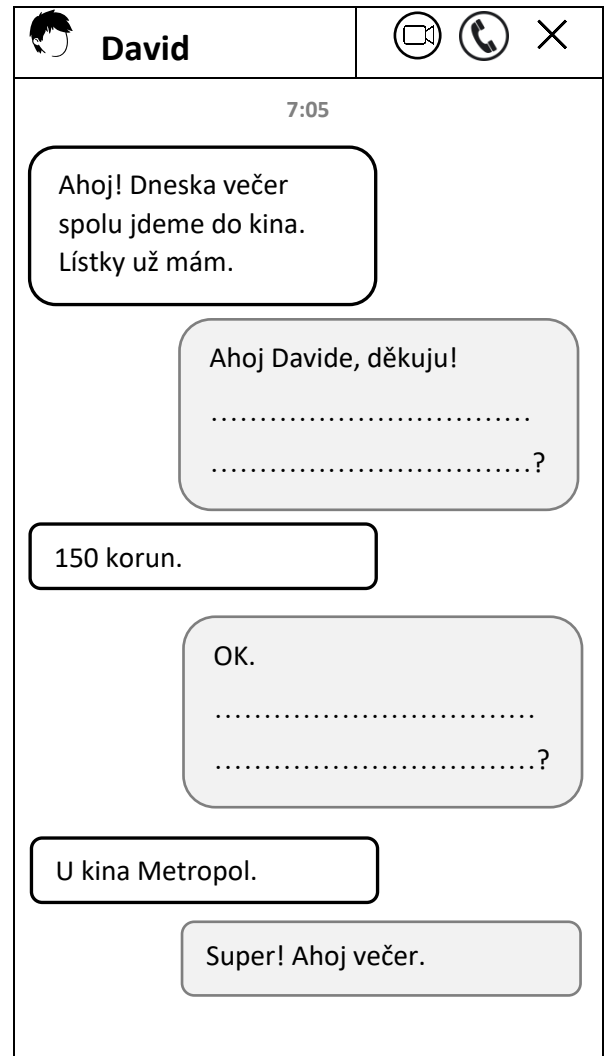 David
7:05
Ahoj! Dneska večer
spolu jdeme do kina.
Lístky už mám.
Ahoj Davide, děkuju!
……………………………
……………………………?
150 korun.
OK.
……………………………
……………………………?
U kina Metropol.
Super! Ahoj večer.